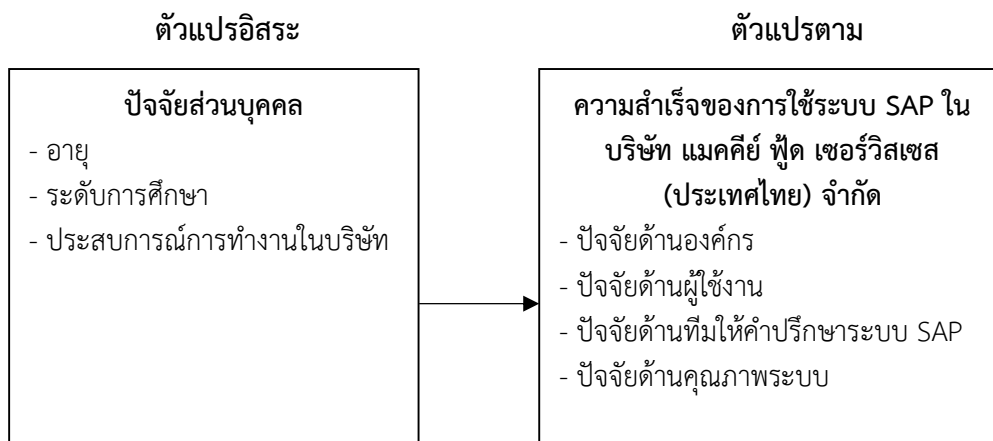 ตัวแปรอิสระ
ตัวแปรตาม
ปัจจัยส่วนบุคคล
- อายุ
- ระดับการศึกษา
- ประสบการณ์การทำงานในบริษัท
ความสำเร็จของการใช้ระบบ SAP ใน
บริษัท แมคคีย์ ฟู้ด เซอร์วิสเซส
(ประเทศไทย) จำกัด
- ปัจจัยด้านองค์กร
- ปัจจัยด้านผู้ใช้งาน
- ปัจจัยด้านทีมให้คำปรึกษาระบบ SAP
- ปัจจัยด้านคุณภาพระบบ